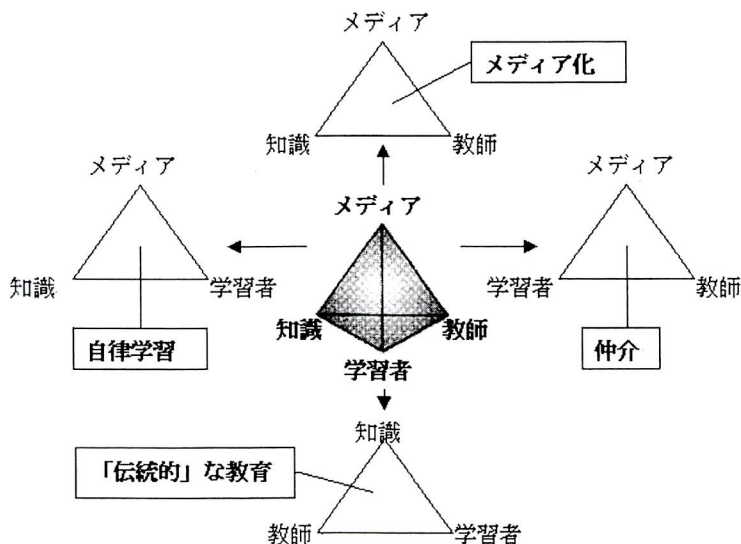 メディア
メディア化
知識
教師
メディア
メディア
メディア
知識
学習者
学習者
教師
知識
教師
学習者
自律学習
仲介
知識
「伝統的」な教育
教師
学習者